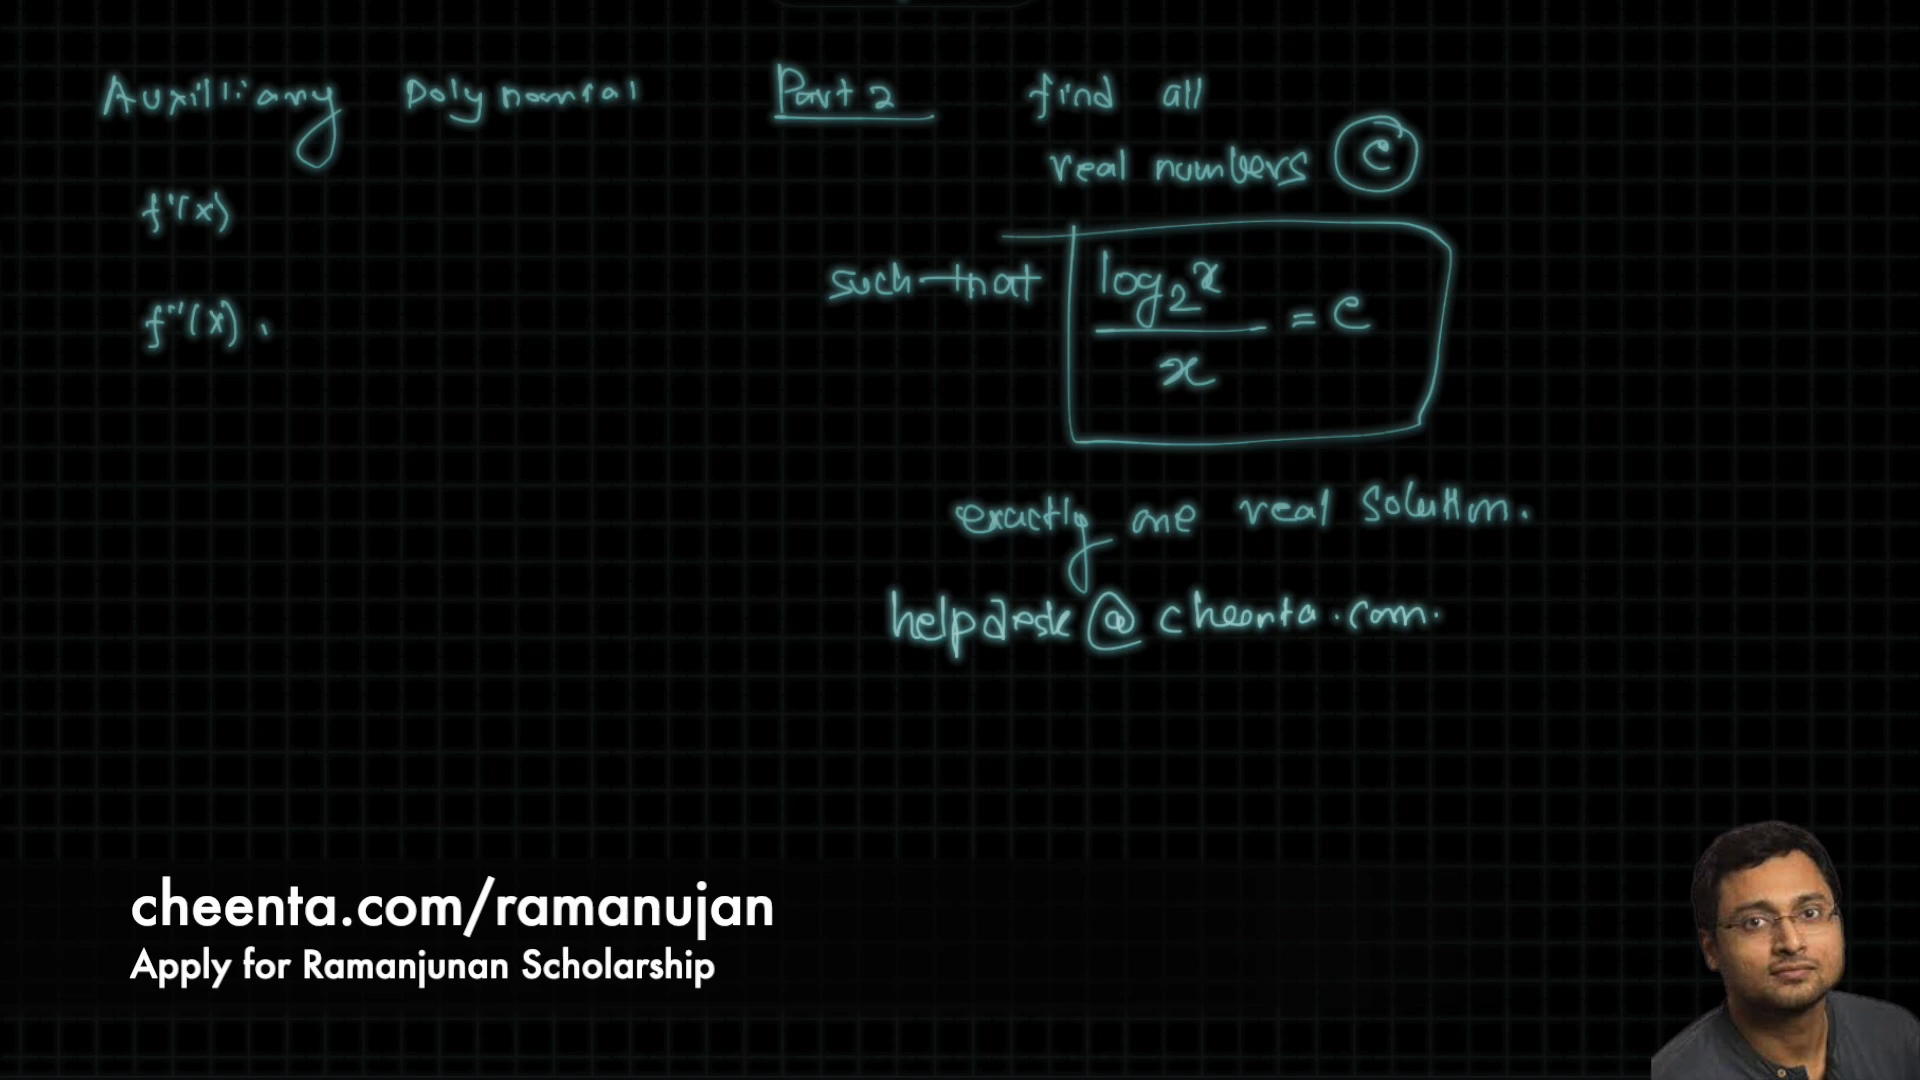 Auxilliary Polynomial Part 2 find all
real numbers c
f'(x)
such that log₂x / x = c
f''(x).
exactly one real solution.
helpdesk@cheenta.com.
cheenta.com/ramanujan
Apply for Ramanjunan Scholarship